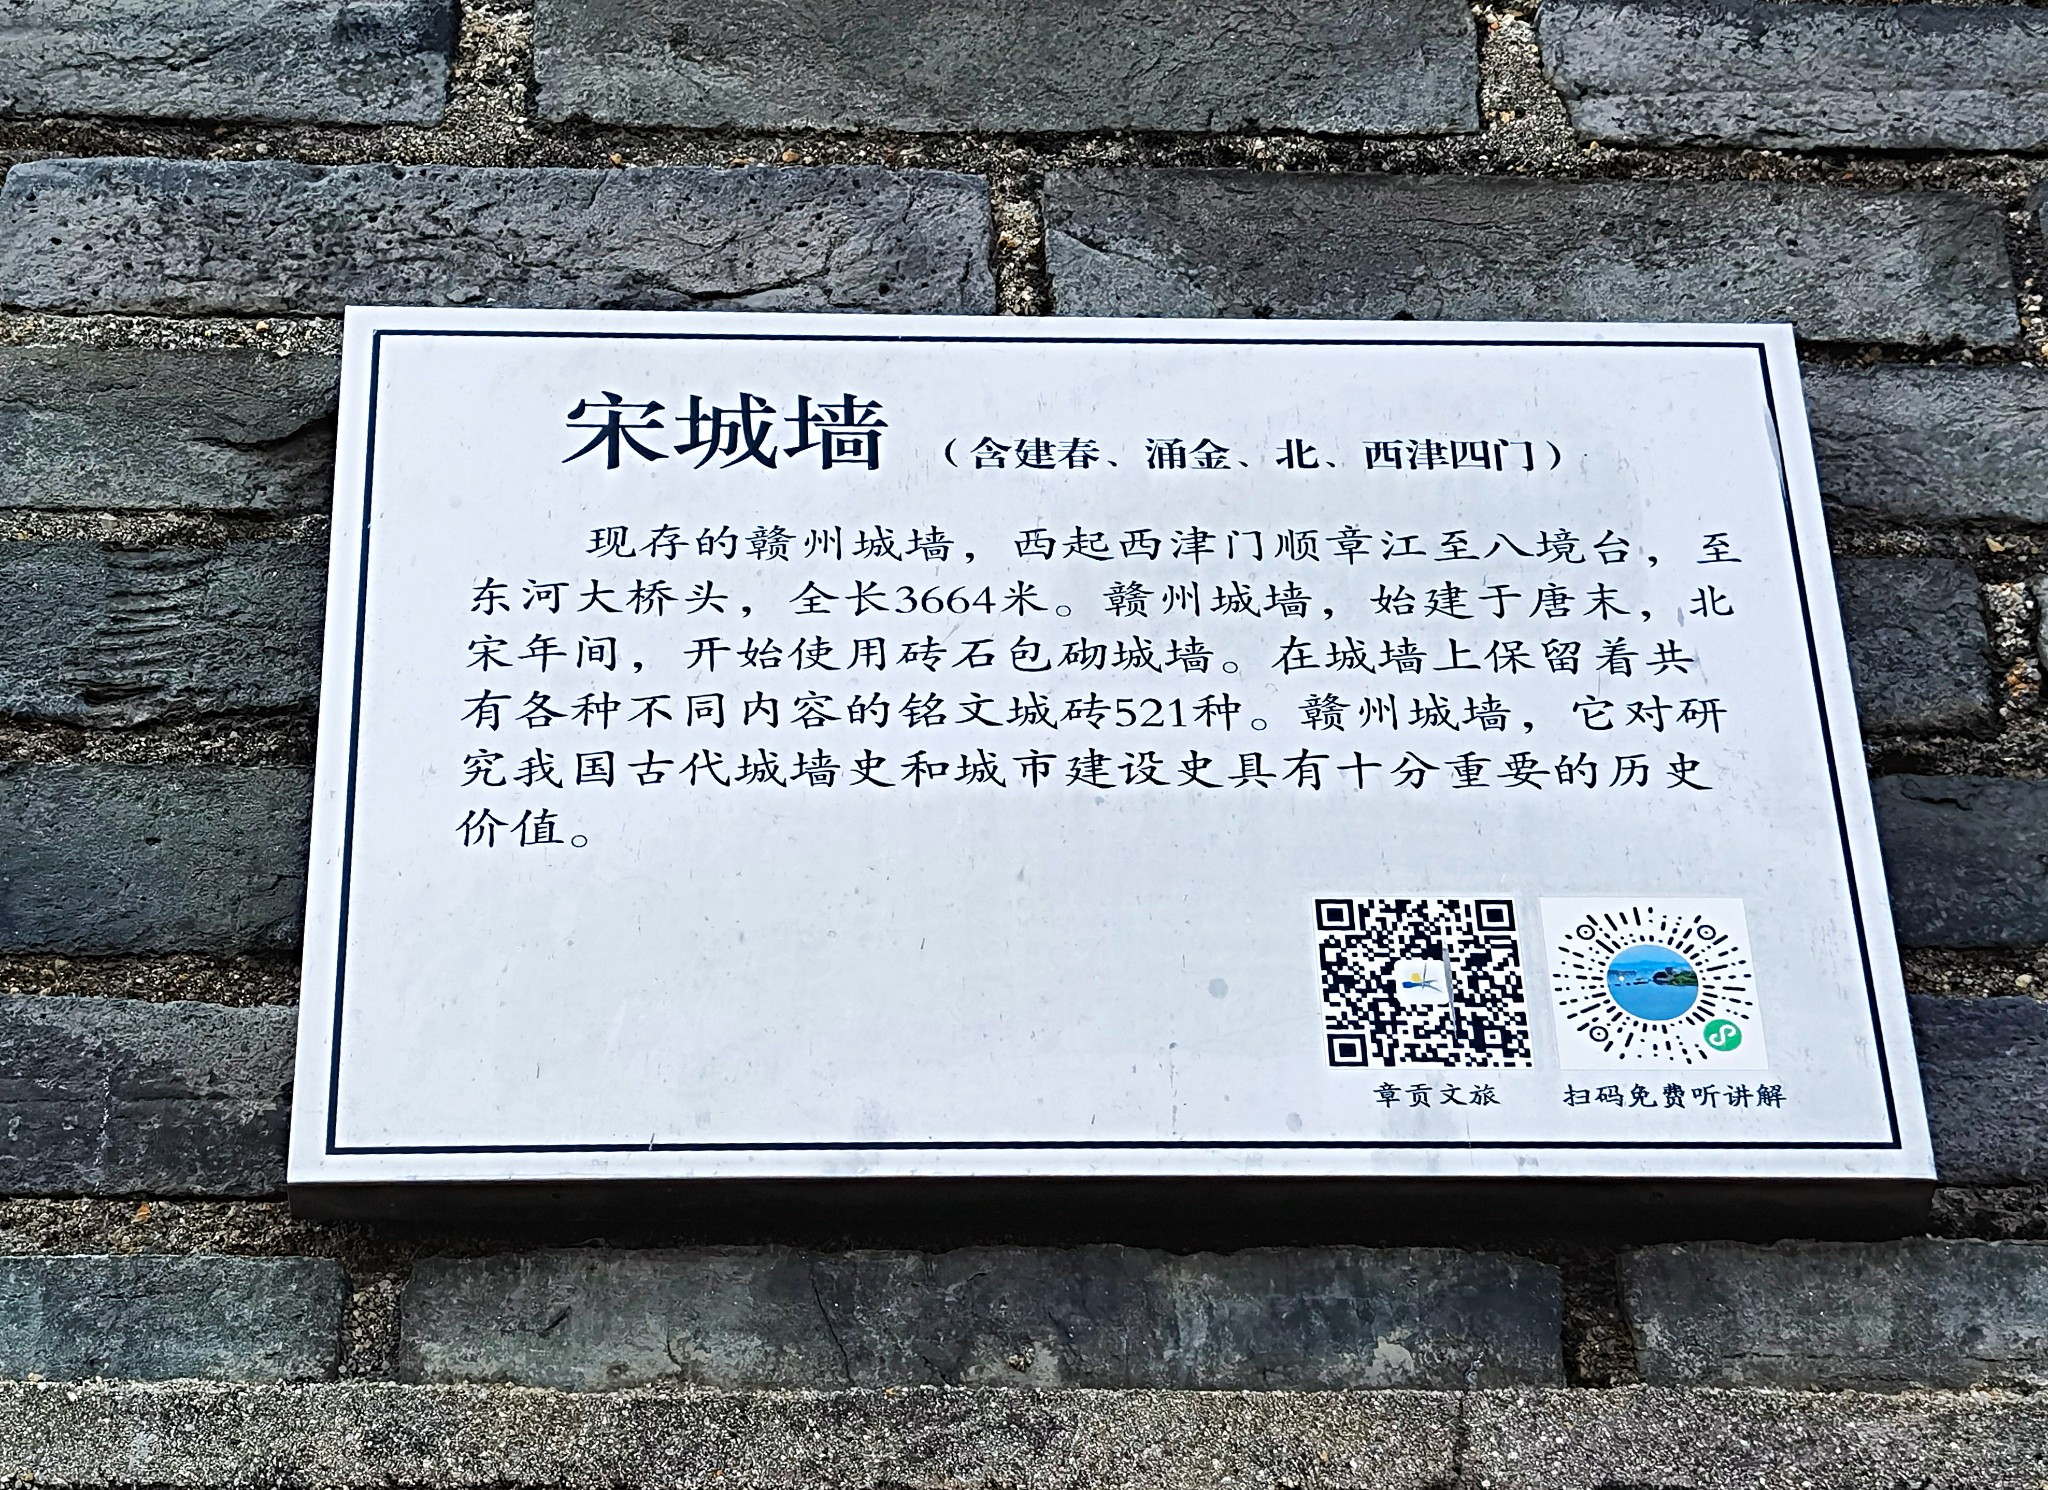 宋城墙（含建春、涌金、北、西津四门）
现存的赣州城墙，西起西津门顺章江至八境台，至
东河大桥头，全长3664米。赣州城墙，始建于唐末，北
宋年间，开始使用砖石包砌城墙。在城墙上保留着共
有各种不同内容的铭文城砖521种。赣州城墙，它对研
究我国古代城墙史和城市建设史具有十分重要的历史
价值。
章贡文旅
扫码免费听讲解